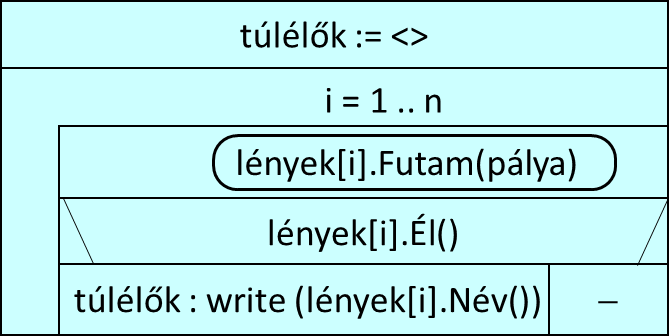 túlélők := <>
i = 1 .. n
lények[i].Futam(pálya)
lények[i].Él()
túlélők : write (lények[i].Név())
–